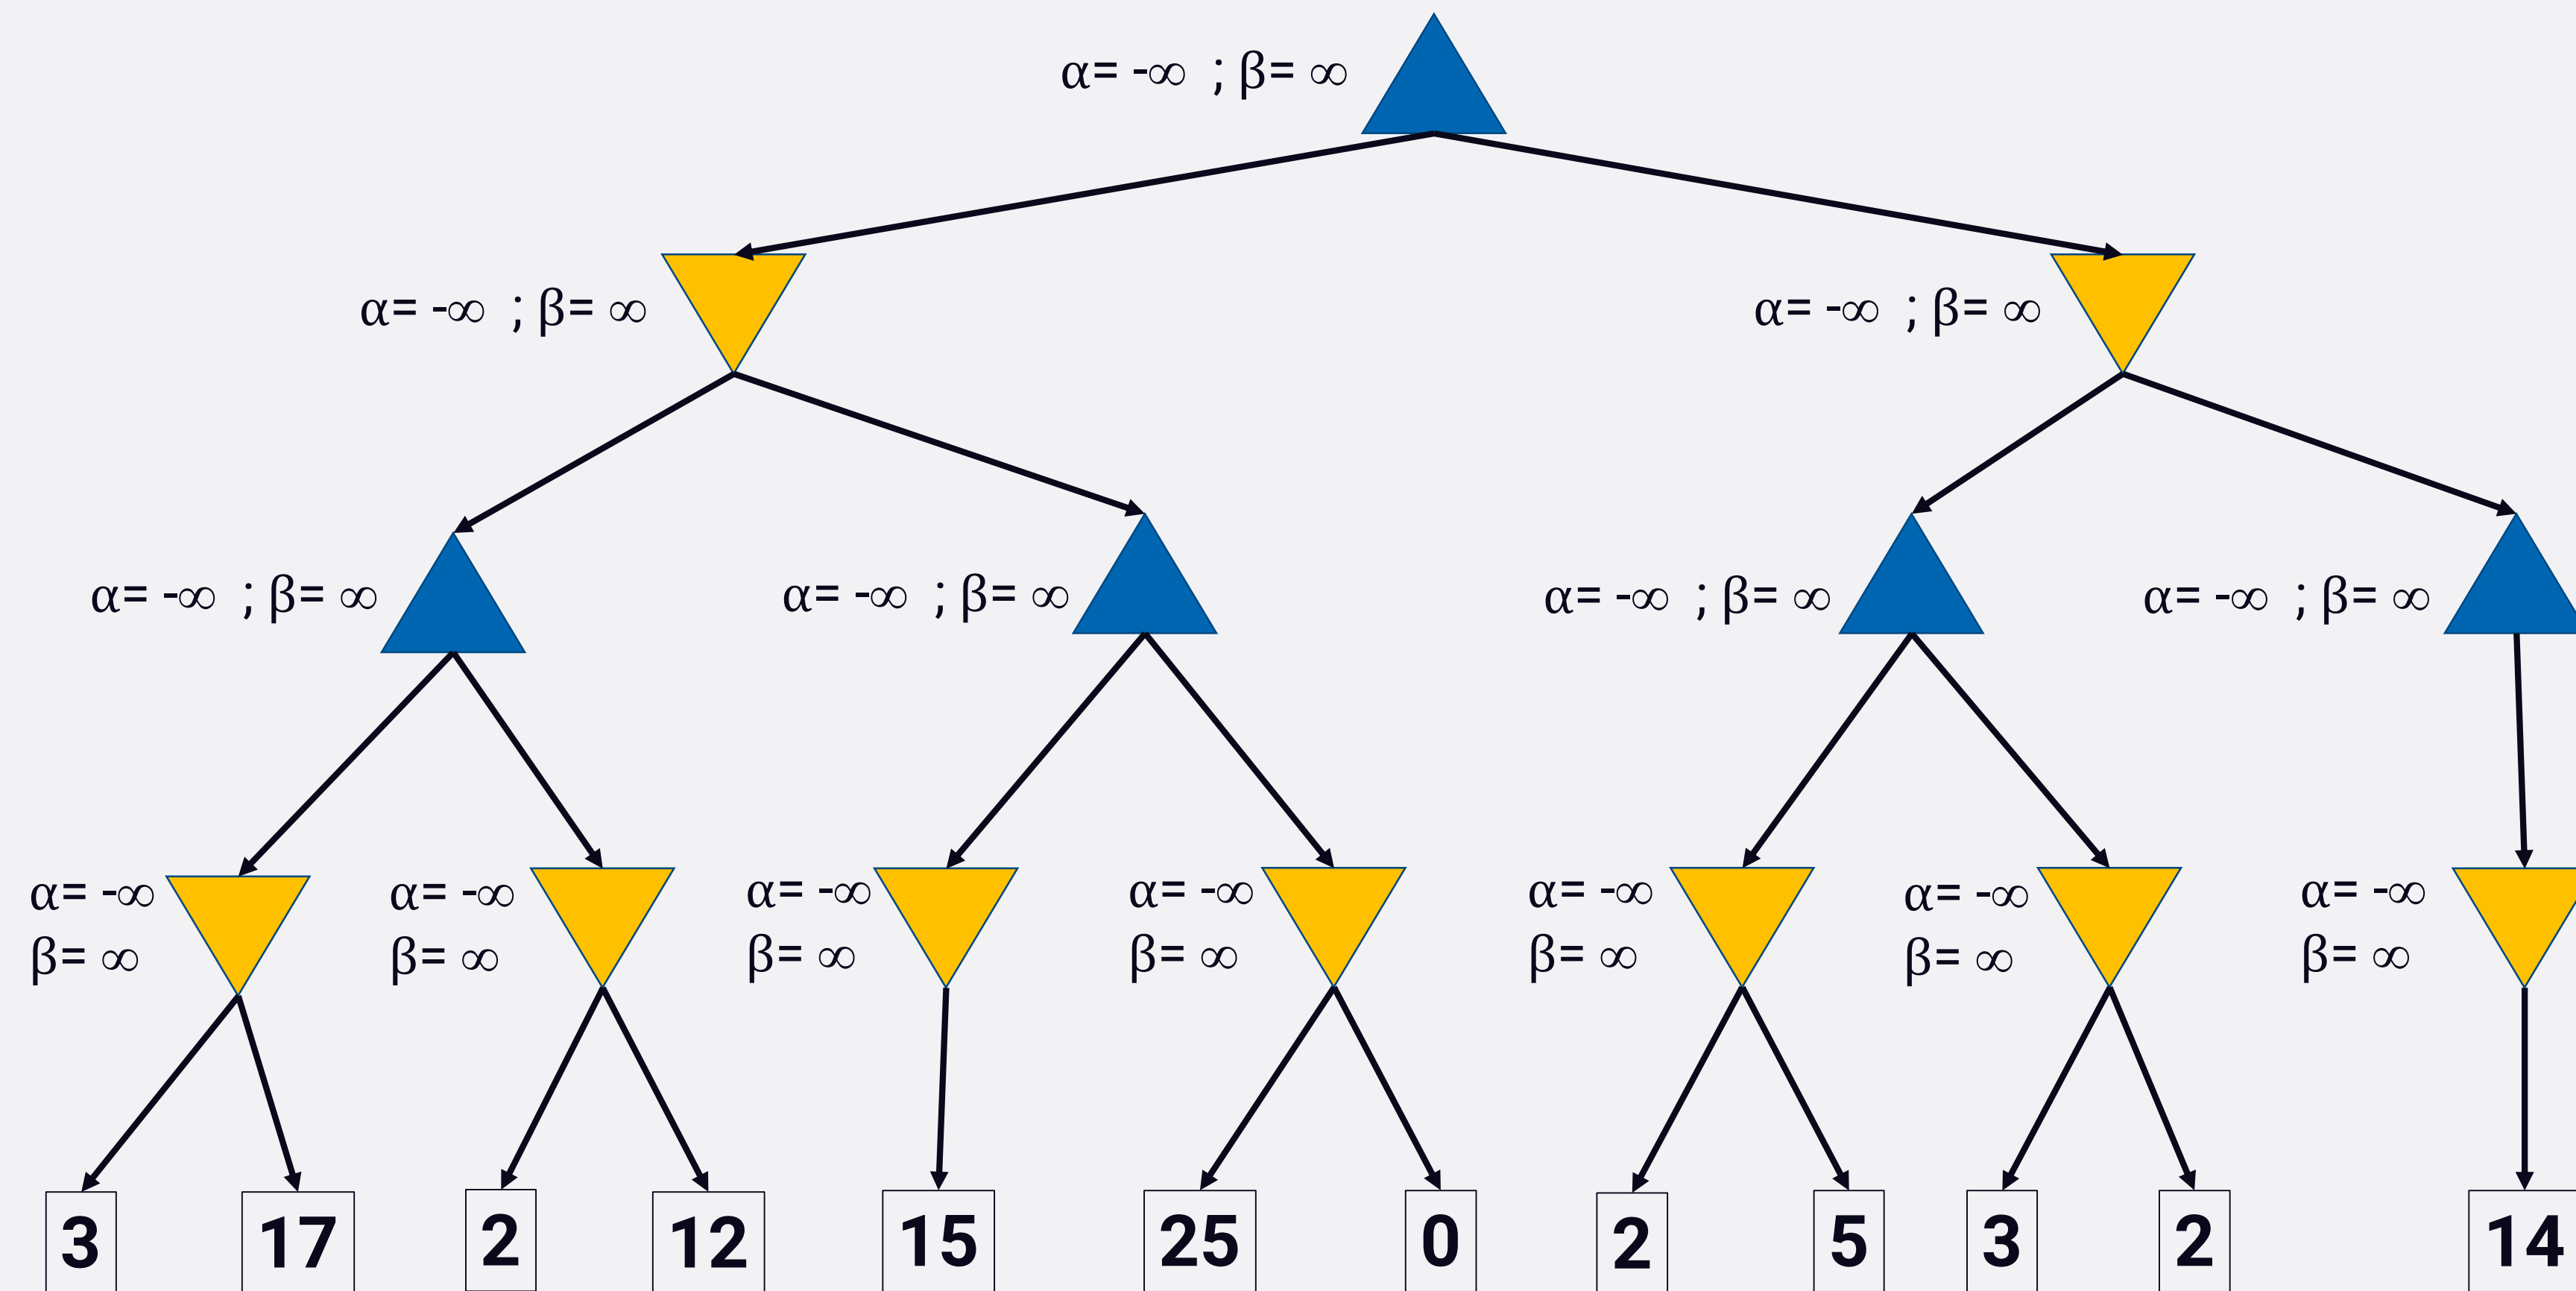 α= -∞ ; β= ∞
α= -∞ ; β= ∞
α= -∞ ; β= ∞
α= -∞ ; β= ∞
α= -∞ ; β= ∞
α= -∞ ; β= ∞
α= -∞ ; β= ∞
α= -∞
β= ∞
α= -∞
β= ∞
α= -∞
β= ∞
α= -∞
β= ∞
α= -∞
β= ∞
α= -∞
β= ∞
α= -∞
β= ∞
3 17 2 12 15 25 0 2 5 3 2 14